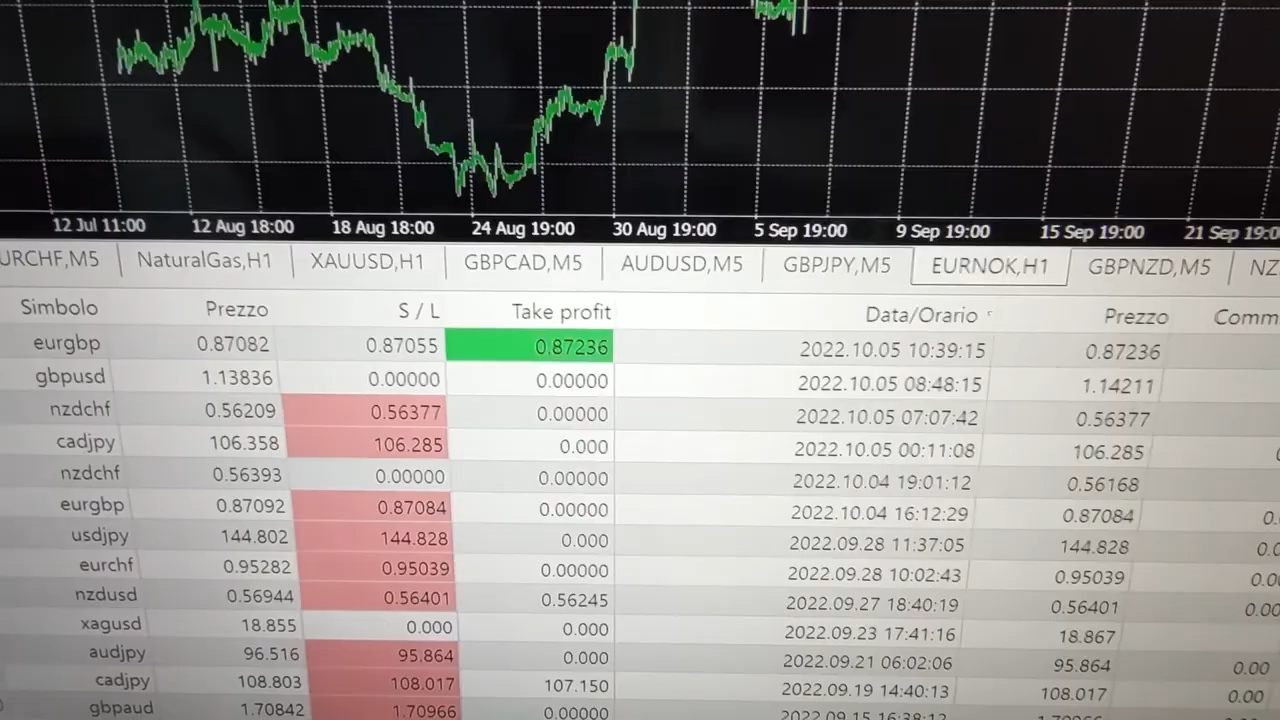 12 Jul 11:00 12 Aug 18:00 18 Aug 18:00 24 Aug 19:00 30 Aug 19:00 5 Sep 19:00 9 Sep 19:00 15 Sep 19:00 21 Sep 19:0
URCHF,M5 NaturalGas,H1 XAUUSD,H1 GBPCAD,M5 AUDUSD,M5 GBPJPY,M5 EURNOK,H1 GBPNZD,M5 NZ
Simbolo Prezzo S / L Take profit Data/Orario Prezzo Comm
eurgbp 0.87082 0.87055 0.87236 2022.10.05 10:39:15 0.87236
gbpusd 1.13836 0.00000 0.00000 2022.10.05 08:48:15 1.14211
nzdchf 0.56209 0.56377 0.00000 2022.10.05 07:07:42 0.56377
cadjpy 106.358 106.285 0.000 2022.10.05 00:11:08 106.285
nzdchf 0.56393 0.00000 0.00000 2022.10.04 19:01:12 0.56168
eurgbp 0.87092 0.87084 0.00000 2022.10.04 16:12:29 0.87084 0.
usdjpy 144.802 144.828 0.000 2022.09.28 11:37:05 144.828 0.0
eurchf 0.95282 0.95039 0.00000 2022.09.28 10:02:43 0.95039 0.00
nzdusd 0.56944 0.56401 0.56245 2022.09.27 18:40:19 0.56401 0.00
xagusd 18.855 0.000 0.000 2022.09.23 17:41:16 18.867
audjpy 96.516 95.864 0.000 2022.09.21 06:02:06 95.864 0.00
cadjpy 108.803 108.017 107.150 2022.09.19 14:40:13 108.017 0.00
gbpaud 1.70842 1.70966 0.00000